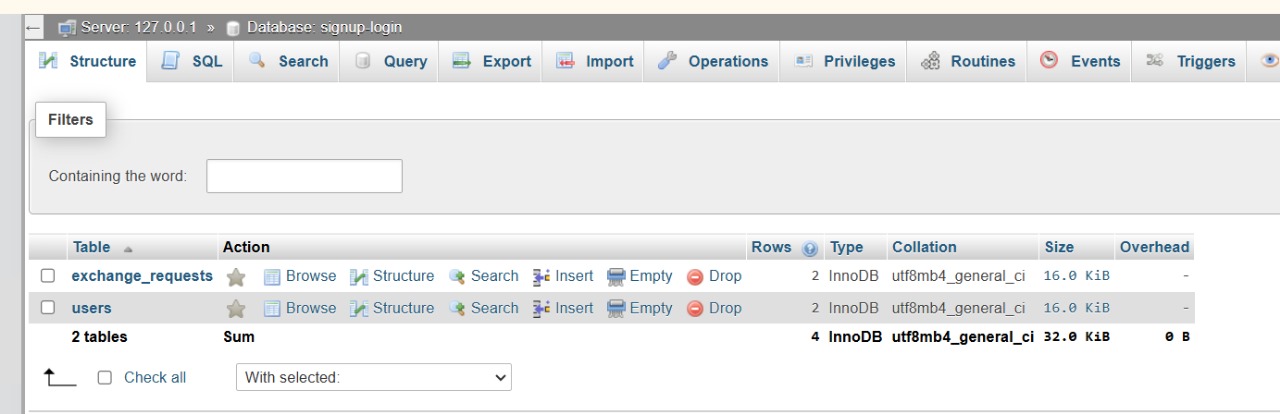 ← Server: 127.0.0.1 » Database: signup-login
Structure SQL Search Query Export Import Operations Privileges Routines Events Triggers
Filters
Containing the word:
Table Action Rows Type Collation Size Overhead
exchange_requests Browse Structure Search Insert Empty Drop 2 InnoDB utf8mb4_general_ci 16.0 KiB -
users Browse Structure Search Insert Empty Drop 2 InnoDB utf8mb4_general_ci 16.0 KiB -
2 tables Sum 4 InnoDB utf8mb4_general_ci 32.0 KiB 0 B
Check all With selected: